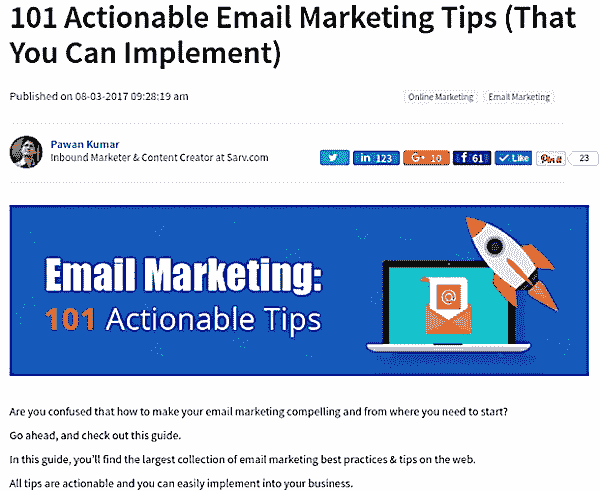 101 Actionable Email Marketing Tips (That
You Can Implement)
Published on 08-03-2017 09:28:19 am
Online Marketing
Email Marketing
Pawan Kumar
Inbound Marketer & Content Creator at Sarv.com
in 123
G+ 10
f 61
Like
Pin it
23
Email Marketing:
101 Actionable Tips
@
Are you confused that how to make your email marketing compelling and from where you need to start?
Go ahead, and check out this guide.
In this guide, you'll find the largest collection of email marketing best practices & tips on the web.
All tips are actionable and you can easily implement into your business.